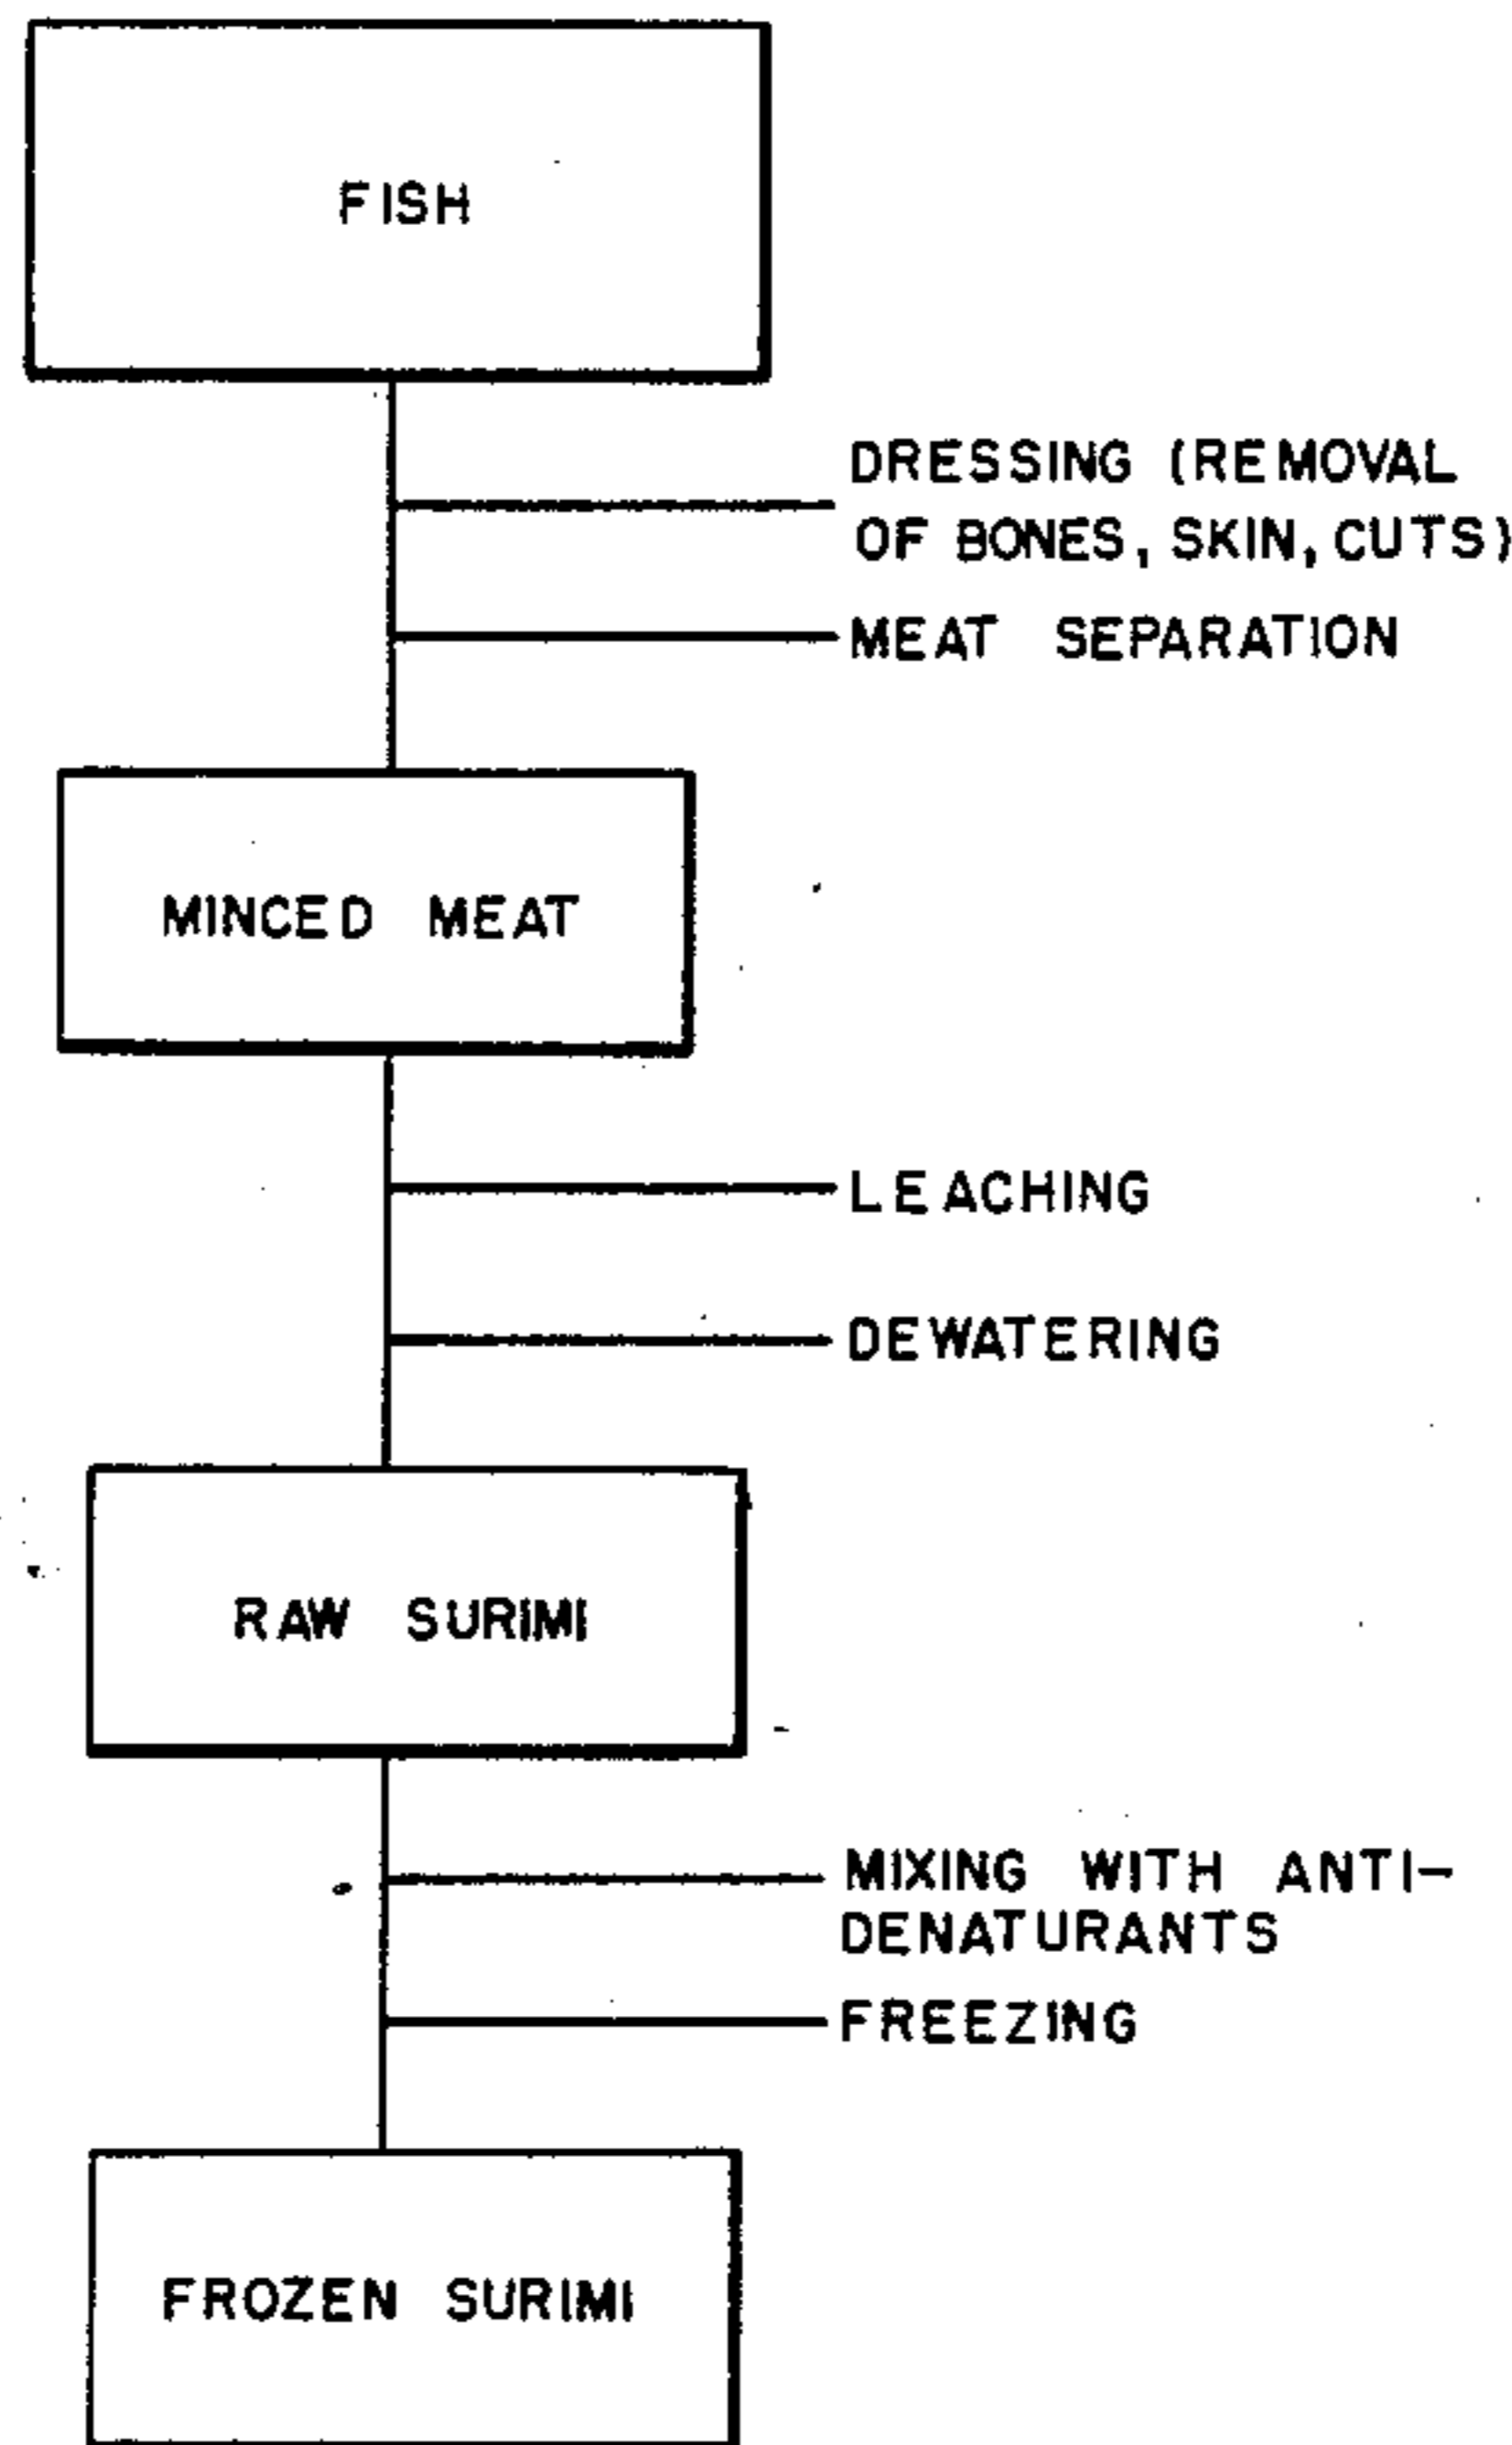 FISH
DRESSING (REMOVAL
OF BONES, SKIN, CUTS)
MEAT SEPARATION
MINCED MEAT
LEACHING
DEWATERING
RAW SURIMI
MIXING WITH ANTI-
DENATURANTS
FREEZING
FROZEN SURIMI